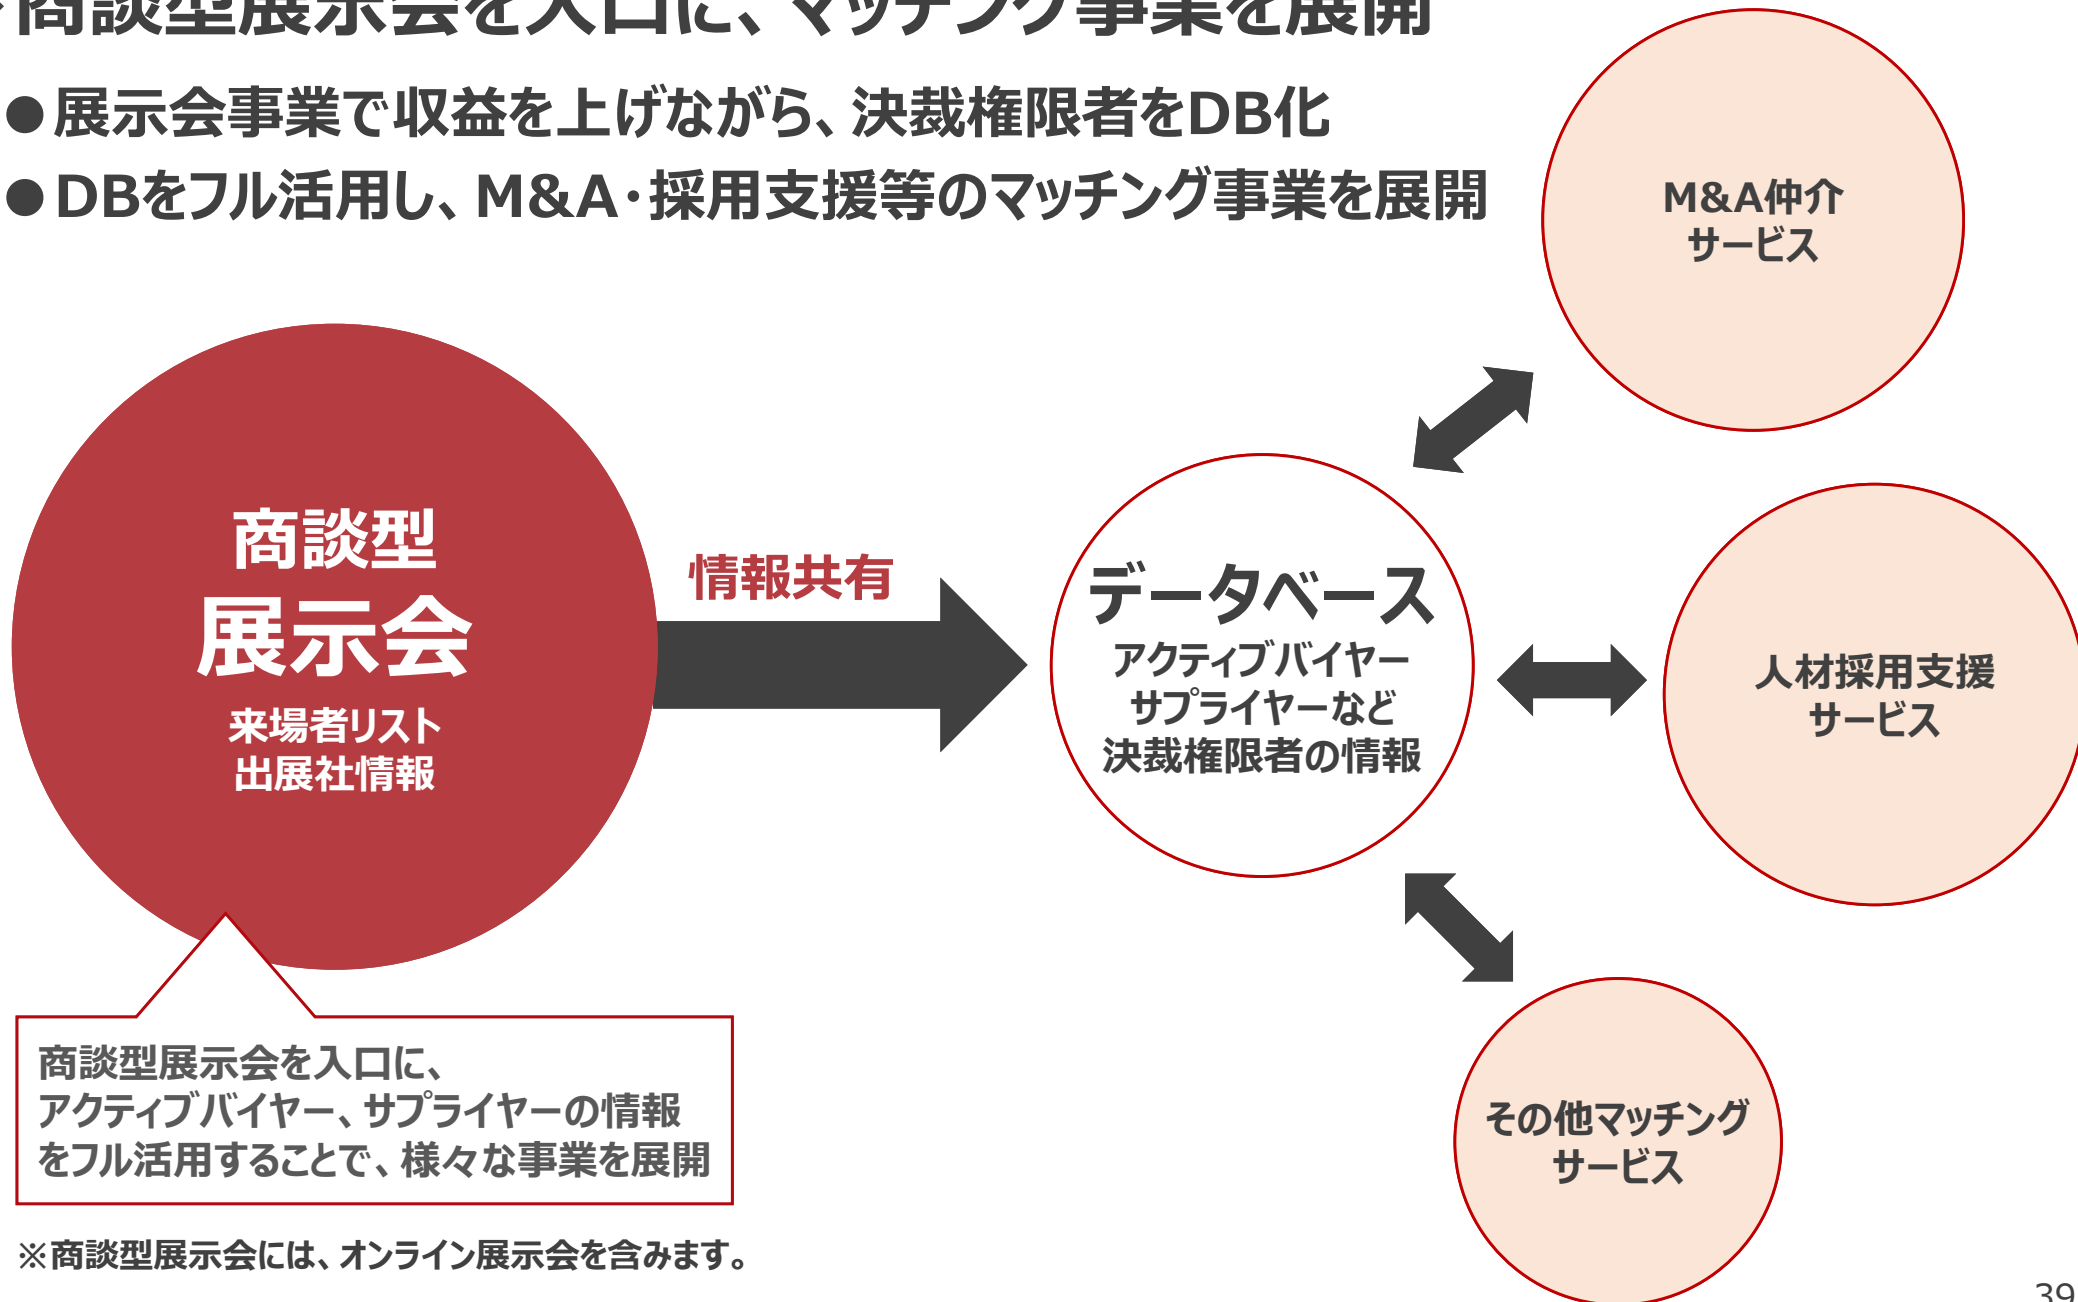 商談型展示会を入口に、マッチング事業を展開
●展示会事業で収益を上げながら、決裁権限者をDB化
●DBをフル活用し、M&A・採用支援等のマッチング事業を展開
M&A仲介
サービス
商談型
展示会
来場者リスト
出展社情報
情報共有
データベース
アクティブバイヤー
サプライヤーなど
決裁権限者の情報
人材採用支援
サービス
その他マッチング
サービス
商談型展示会を入口に、
アクティブバイヤー、サプライヤーの情報
をフル活用することで、様々な事業を展開
※商談型展示会には、オンライン展示会を含みます。
39